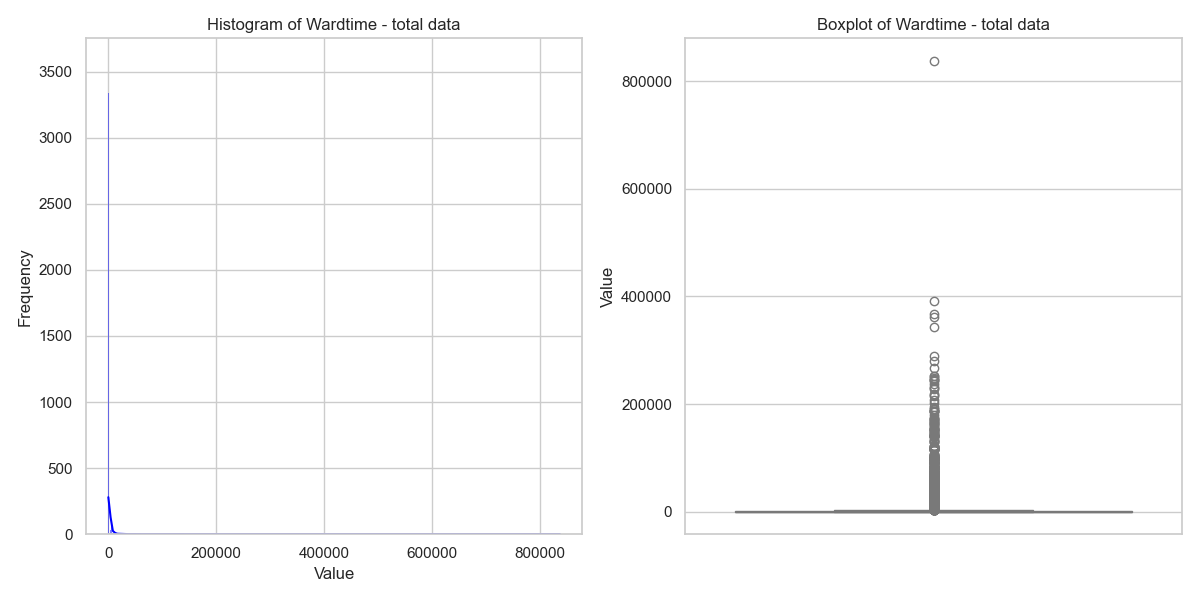 Histogram of Wardtime - total data
3500
3000
2500
2000
1500
1000
500
0
Frequency
0 200000 400000 600000 800000
Value
Boxplot of Wardtime - total data
800000
600000
400000
200000
0
Value